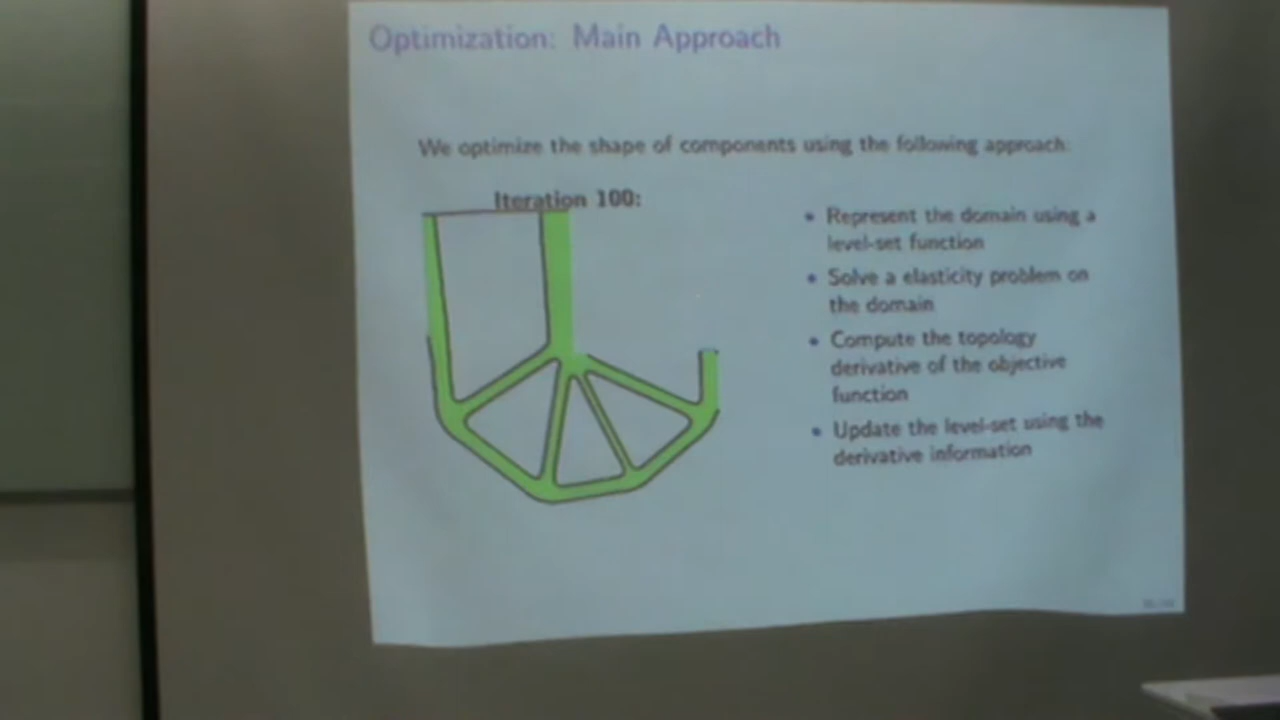 Optimization: Main Approach
We optimize the shape of components using the following approach:
Iteration 100:
• Represent the domain using a
level-set function
• Solve a elasticity problem on
the domain
• Compute the topology
derivative of the objective
function
• Update the level-set using the
derivative information